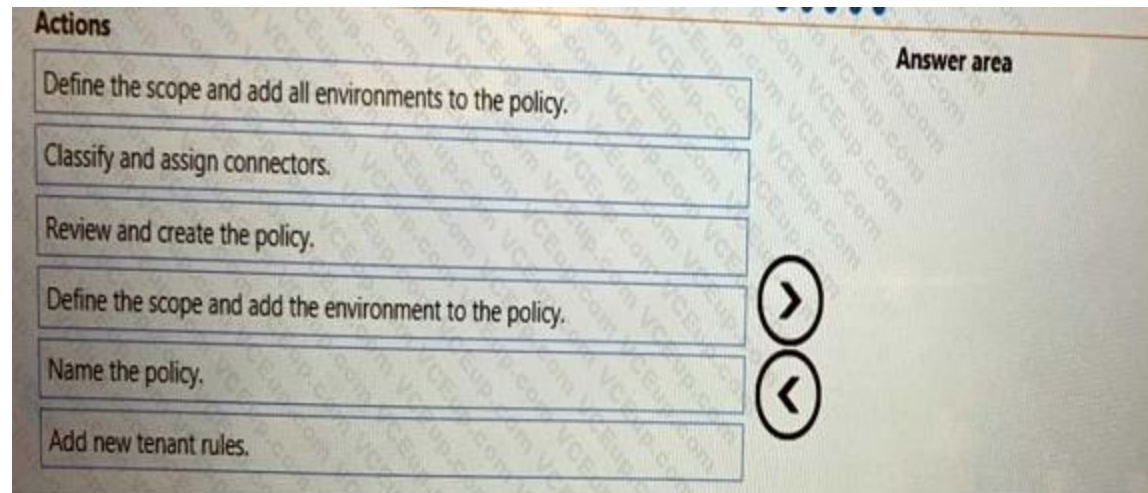 Actions
Answer area
Define the scope and add all environments to the policy.
Classify and assign connectors.
Review and create the policy.
Define the scope and add the environment to the policy.
Name the policy.
Add new tenant rules.
VCEup.com